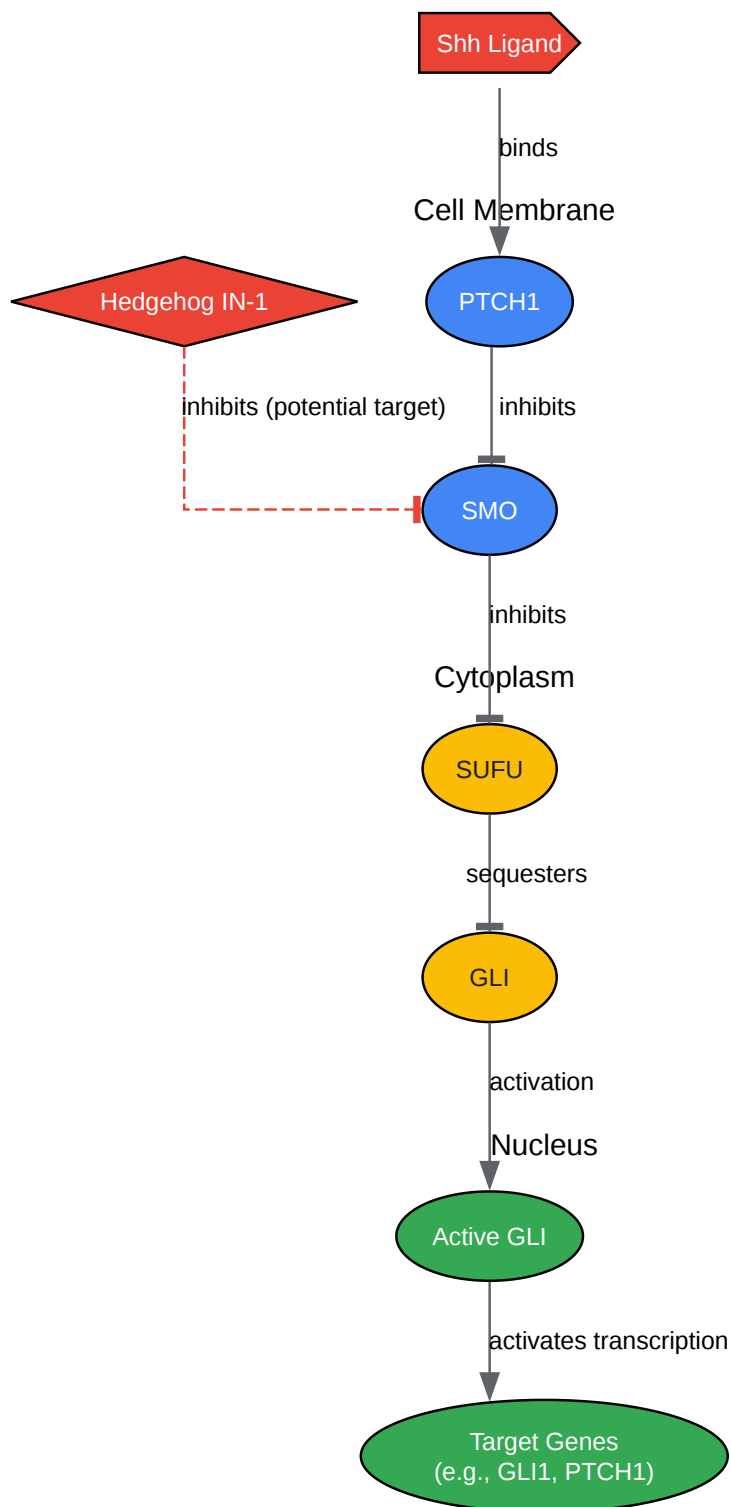 Shh Ligand
binds
Cell Membrane
Hedgehog IN-1
PTCH1
inhibits (potential target)
inhibits
SMO
inhibits
Cytoplasm
SUFU
sequesters
GLI
activation
Nucleus
Active GLI
activates transcription
Target Genes
(e.g., GLI1, PTCH1)